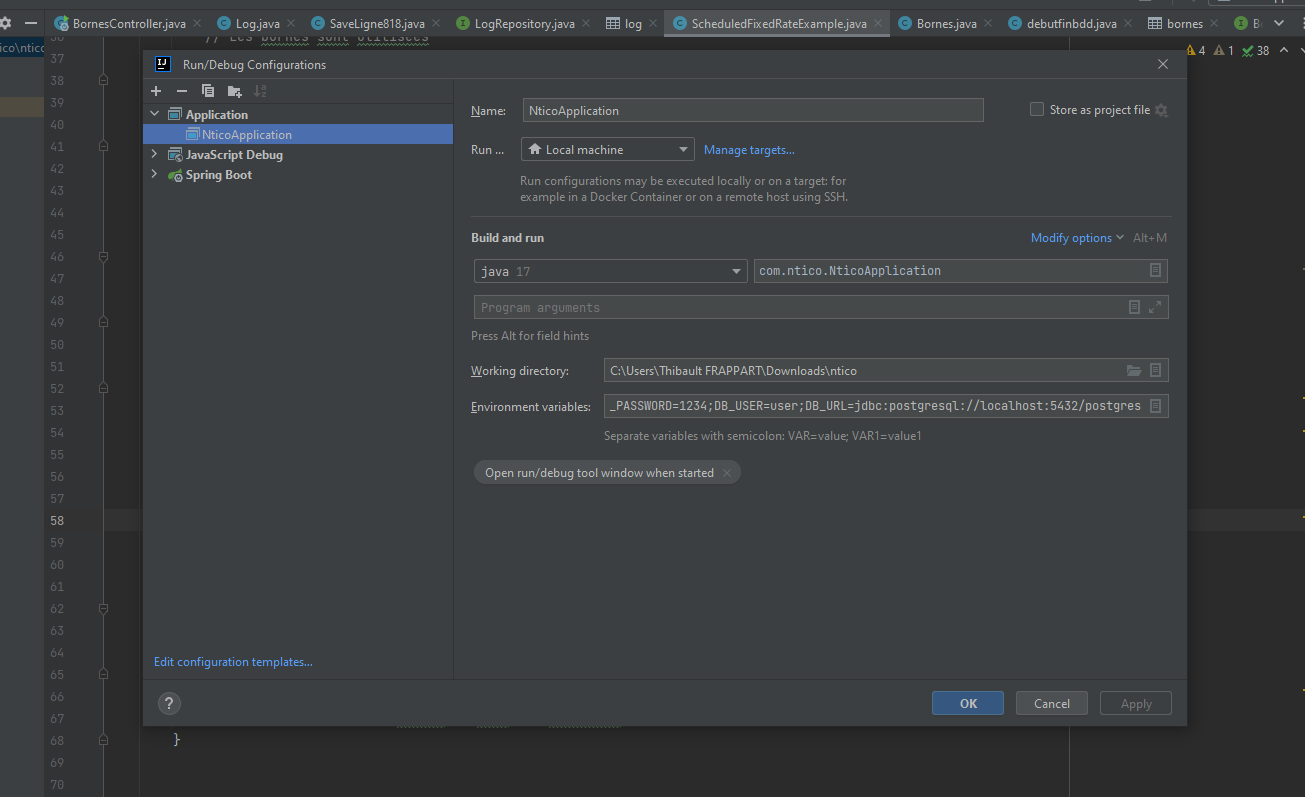 BornesController.java Log.java SaveLigne818.java LogRepository.java log ScheduledFixedRateExample.java Bornes.java debutfinbdd.java bornes
ico\ntico // Les bornes sont utilisées 4 1 38
Run/Debug Configurations
Application
NticoApplication
JavaScript Debug
Spring Boot
Edit configuration templates...
Name: NticoApplication Store as project file
Run ... Local machine Manage targets...
Run configurations may be executed locally or on a target: for
example in a Docker Container or on a remote host using SSH.
Build and run Modify options Alt+M
java 17 com.ntico.NticoApplication
Program arguments
Press Alt for field hints
Working directory: C:\Users\Thibault FRAPPART\Downloads\ntico
Environment variables: _PASSWORD=1234;DB_USER=user;DB_URL=jdbc:postgresql://localhost:5432/postgres
Separate variables with semicolon: VAR=value; VAR1=value1
Open run/debug tool window when started
? OK Cancel Apply
37
38
39
40
41
42
43
44
45
46
47
48
49
50
51
52
53
54
55
56
57
58
59
60
61
62
63
64
65
66
67
68 }
69
70